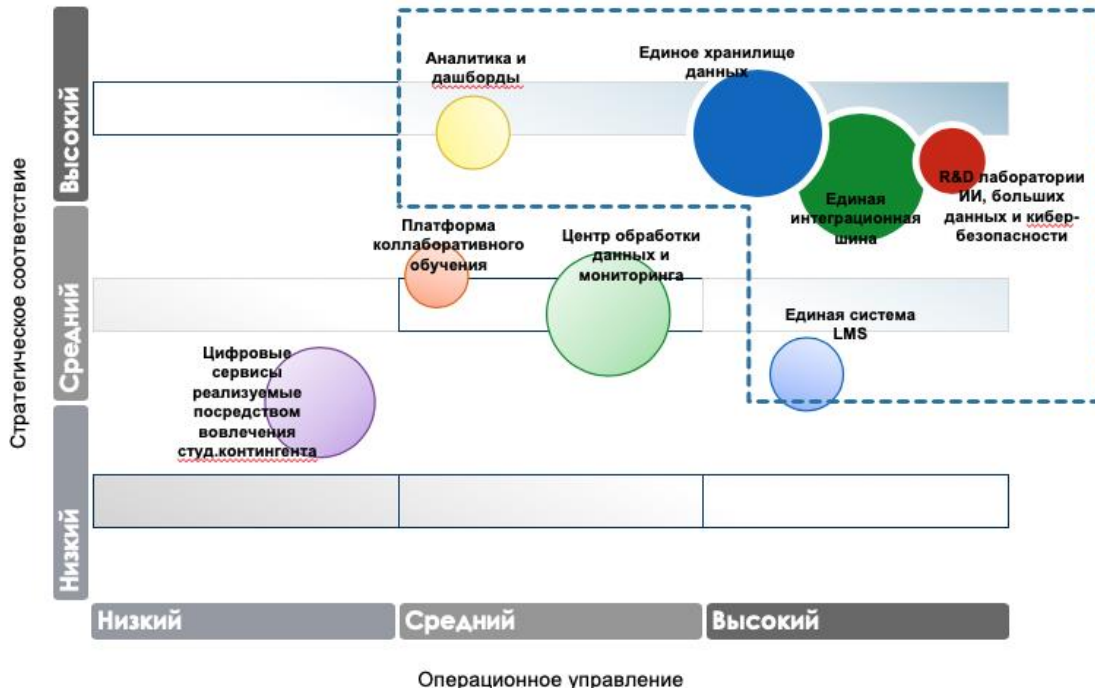 Стратегическое соответствие
Высокий
Средний
Низкий
Аналитика и
дашборды
Единое хранилище
данных
Единая
интеграционная
шина
R&D лаборатории
ИИ, больших
данных и кибер-
безопасности
Платформа
коллаборативного
обучения
Центр обработки
данных и
мониторинга
Единая система
LMS
Цифровые
сервисы
реализуемые
посредством
вовлечения
студ.контингента
Низкий
Средний
Высокий
Операционное управление